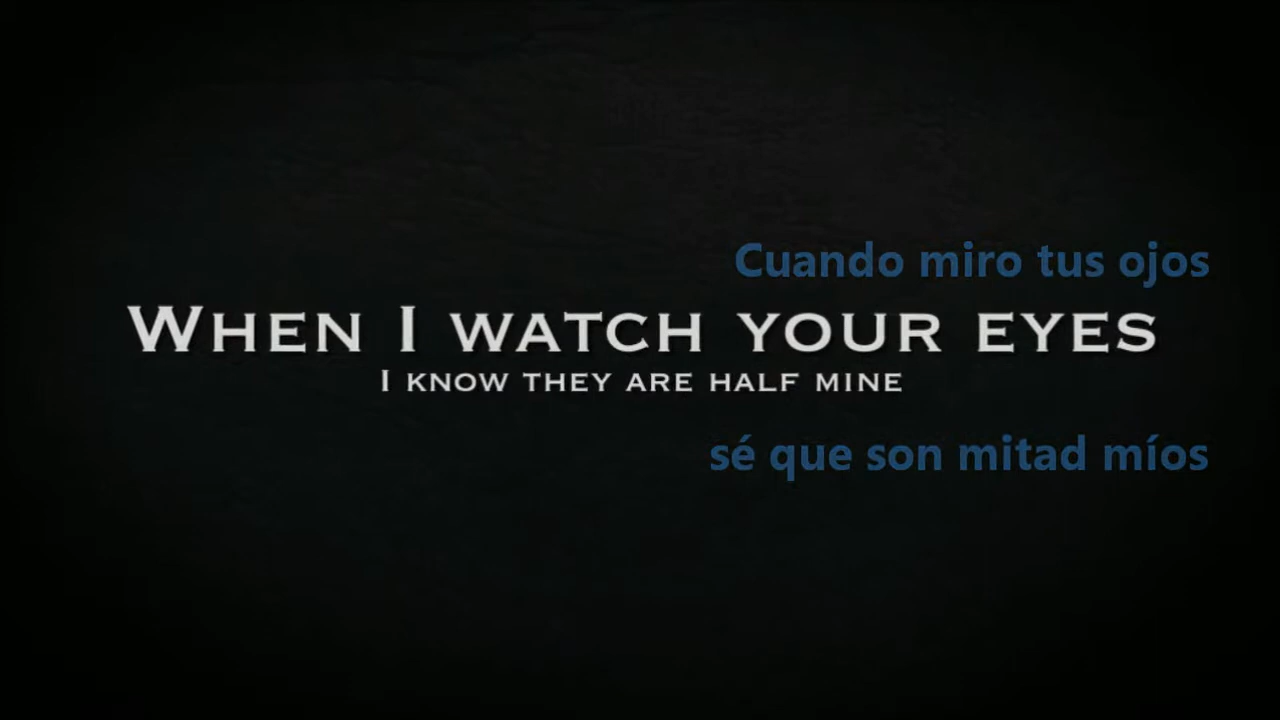 Cuando miro tus ojos
When I watch your eyes
I know they are half mine
sé que son mitad míos